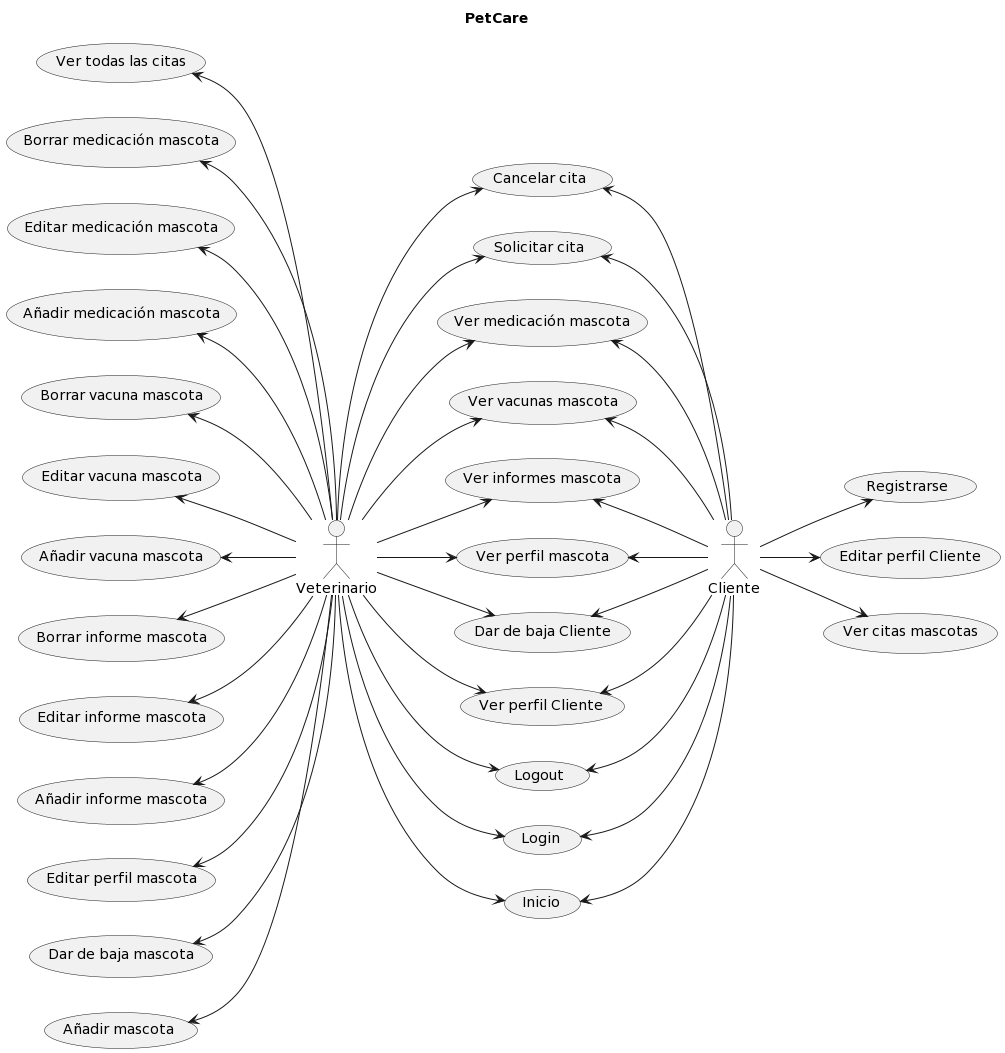 PetCare
Ver todas las citas
Borrar medicación mascota
Editar medicación mascota
Añadir medicación mascota
Borrar vacuna mascota
Editar vacuna mascota
Añadir vacuna mascota
Borrar informe mascota
Editar informe mascota
Añadir informe mascota
Editar perfil mascota
Dar de baja mascota
Añadir mascota
Veterinario
Cancelar cita
Solicitar cita
Ver medicación mascota
Ver vacunas mascota
Ver informes mascota
Ver perfil mascota
Dar de baja Cliente
Ver perfil Cliente
Logout
Login
Inicio
Cliente
Registrarse
Editar perfil Cliente
Ver citas mascotas